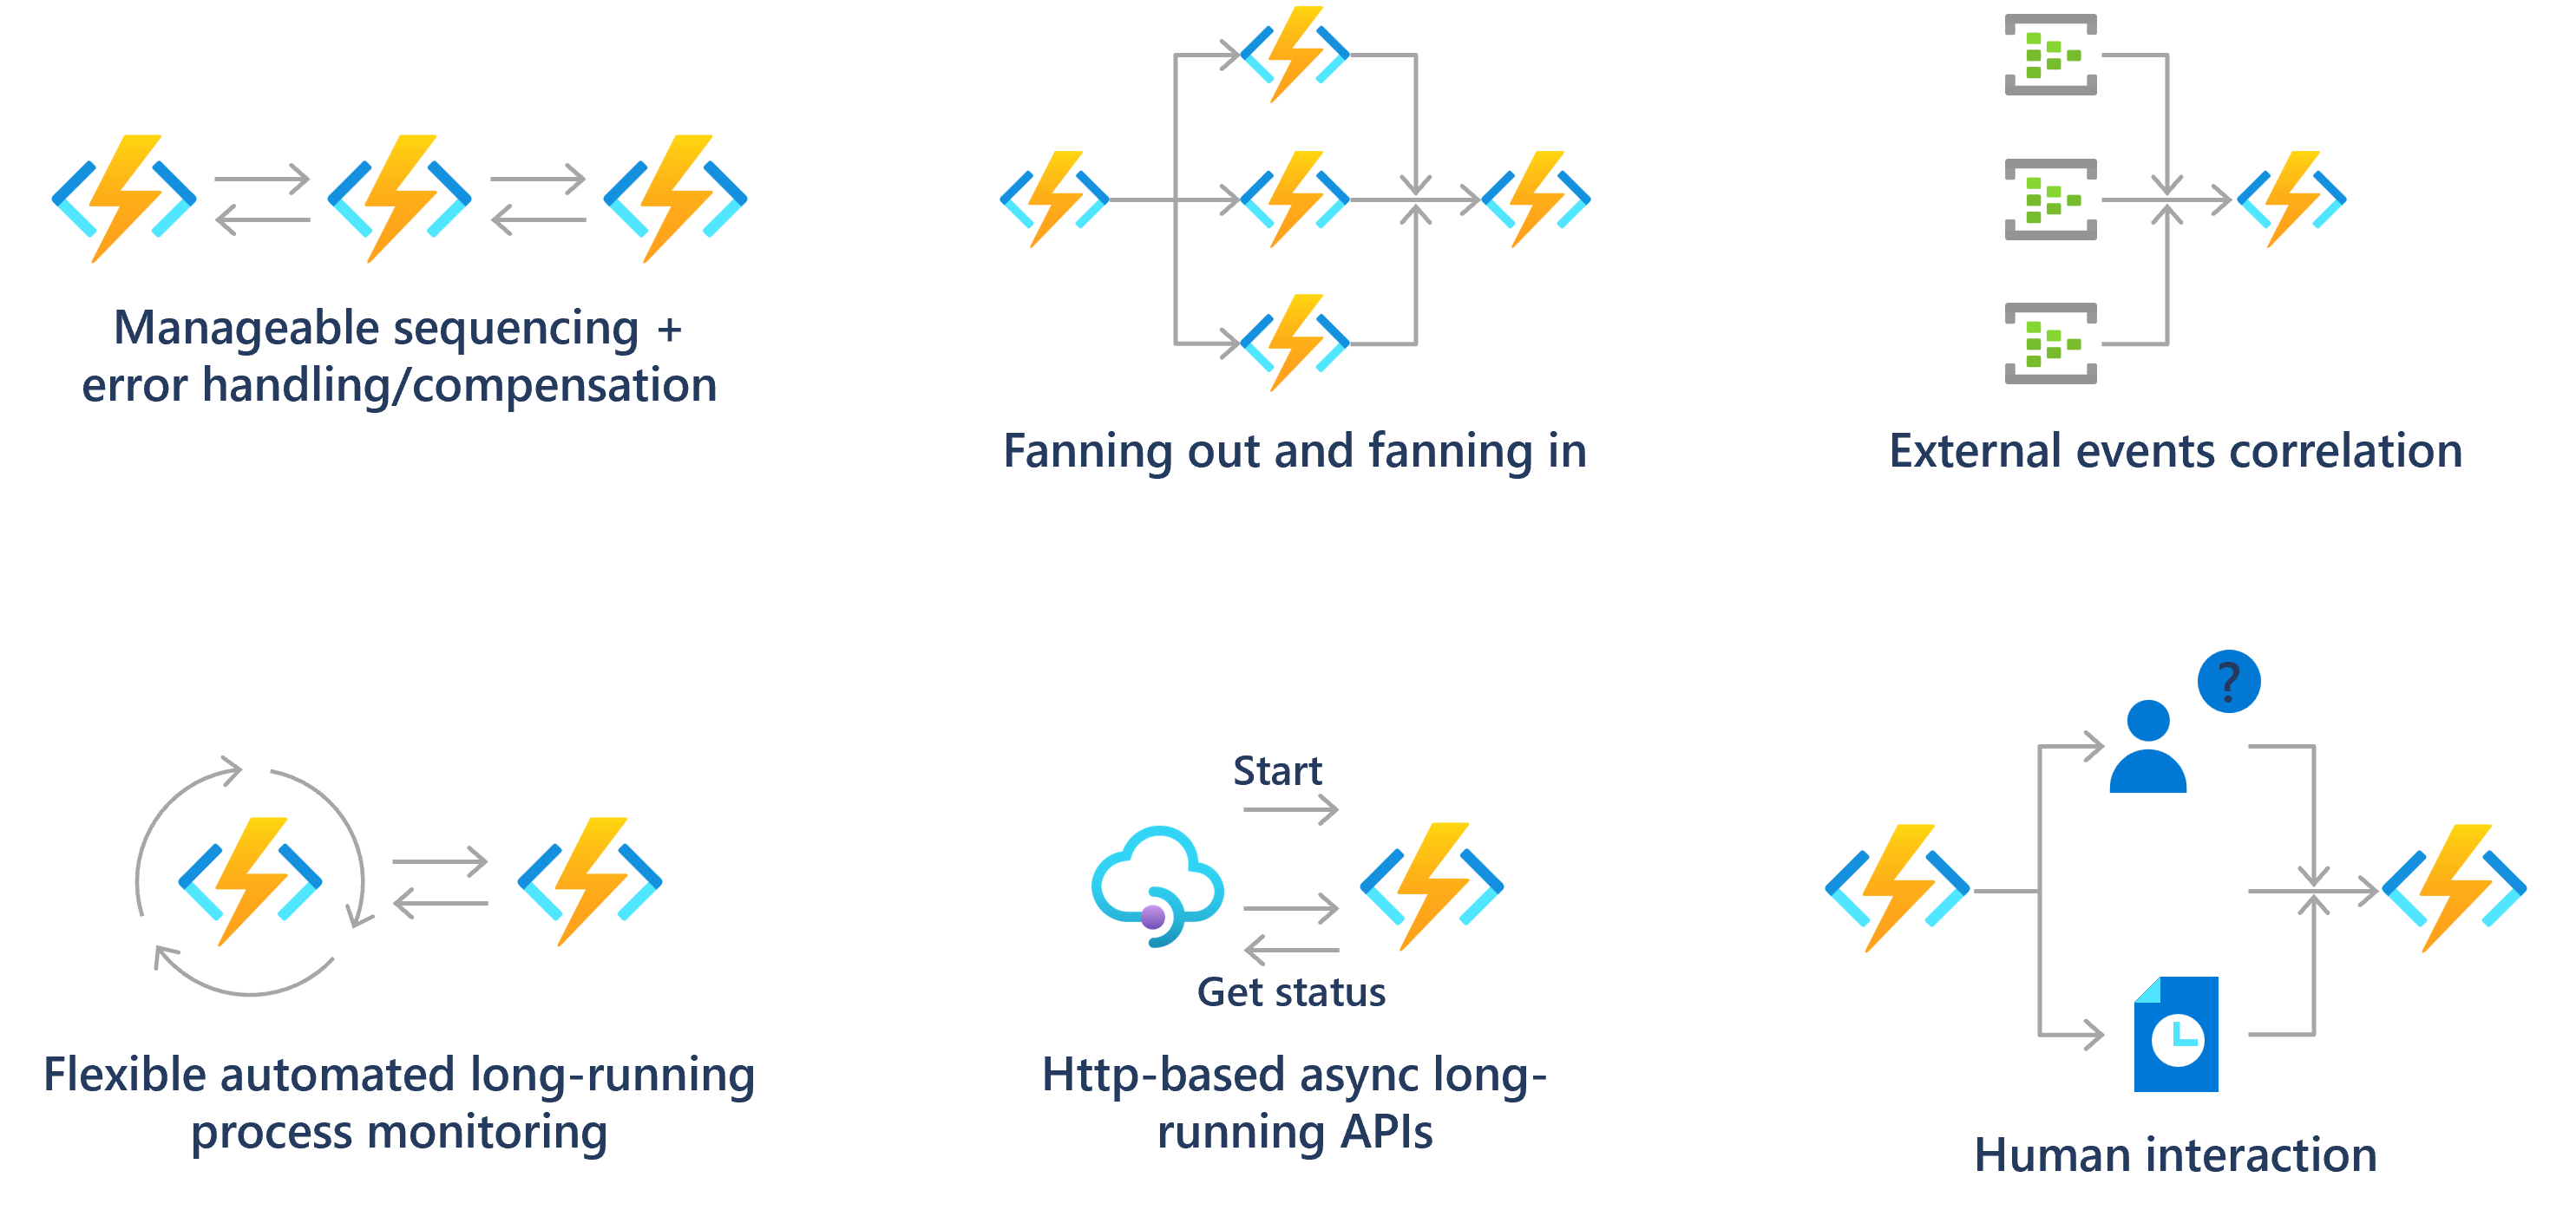 Manageable sequencing +
error handling/compensation
Fanning out and fanning in
External events correlation
Flexible automated long-running
process monitoring
Start
Get status
Http-based async long-
running APIs
?
Human interaction